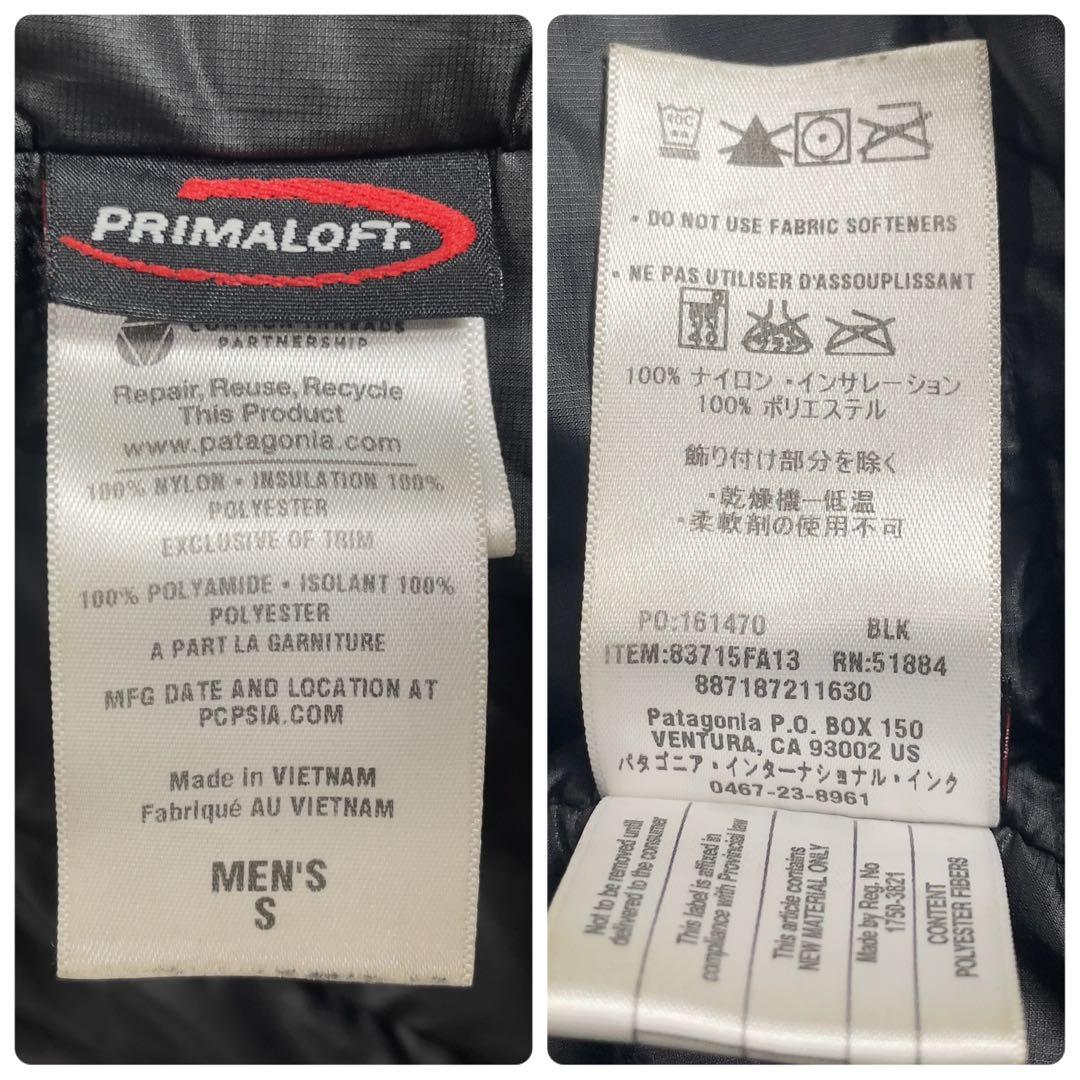 PRIMALOFT.
COMMON THREADS
PARTNERSHIP
Repair, Reuse, Recycle
This Product
www.patagonia.com
100% NYLON • INSULATION 100%
POLYESTER
EXCLUSIVE OF TRIM
100% POLYAMIDE • ISOLANT 100%
POLYESTER
A PART LA GARNITURE
MFG DATE AND LOCATION AT
PCPSIA.COM
Made in VIETNAM
Fabriqué AU VIETNAM
MEN'S
S
40C
• DO NOT USE FABRIC SOFTENERS
• NE PAS UTILISER D'ASSOUPLISSANT
40
100% ナイロン ・インサレーション
100% ポリエステル
飾り付け部分を除く
・乾燥機ー低温
・柔軟剤の使用不可
PO:161470 BLK
ITEM:83715FA13 RN:51884
887187211630
Patagonia P.O. BOX 150
VENTURA, CA 93002 US
パタゴニア・インターナショナル・インク
0467-23-8961
Not to be removed until
delivered to the consumer
This label is affixed in
compliance with Provincial law
This article contains
NEW MATERIAL ONLY
Made by Reg. No
1750-3821
CONTENT
POLYESTER FIBERS